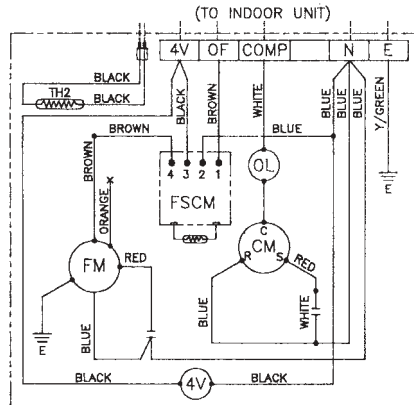 (TO INDOOR UNIT)
4V OF COMP N E
BLACK
TH2
BLACK
BLACK
BROWN
WHITE
BLUE
BLUE
BLUE
Y/GREEN
BROWN
BLUE
BROWN
ORANGE
4 3 2 1
OL
E
FSCM
C
FM
RED
R
CM
S
RED
E
BLUE
BLUE
WHITE
BLACK
4V
BLACK